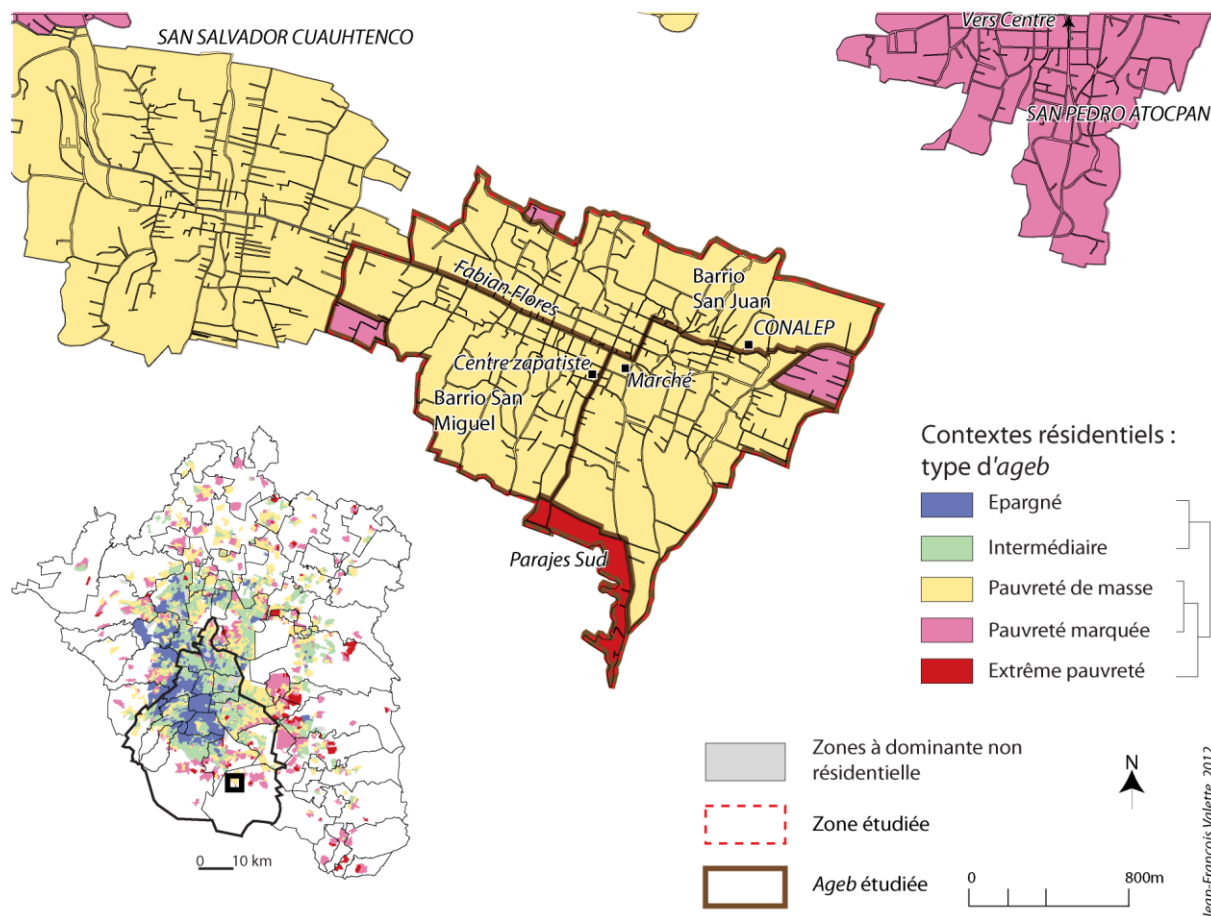 SAN SALVADOR CUAUHTENCO
Vers Centre
SAN PEDRO ATOCPAN
Fabian Flores
Barrio
San Juan
CONALEP
Centre zapatiste
Marché
Barrio San
Miguel
Parajes Sud
Contextes résidentiels :
type d'ageb
Epargné
Intermédiaire
Pauvreté de masse
Pauvreté marquée
Extrême pauvreté
Zones à dominante non
résidentielle
Zone étudiée
Ageb étudiée
N
0 800m
0 10 km
Jean-François Valette, 2012